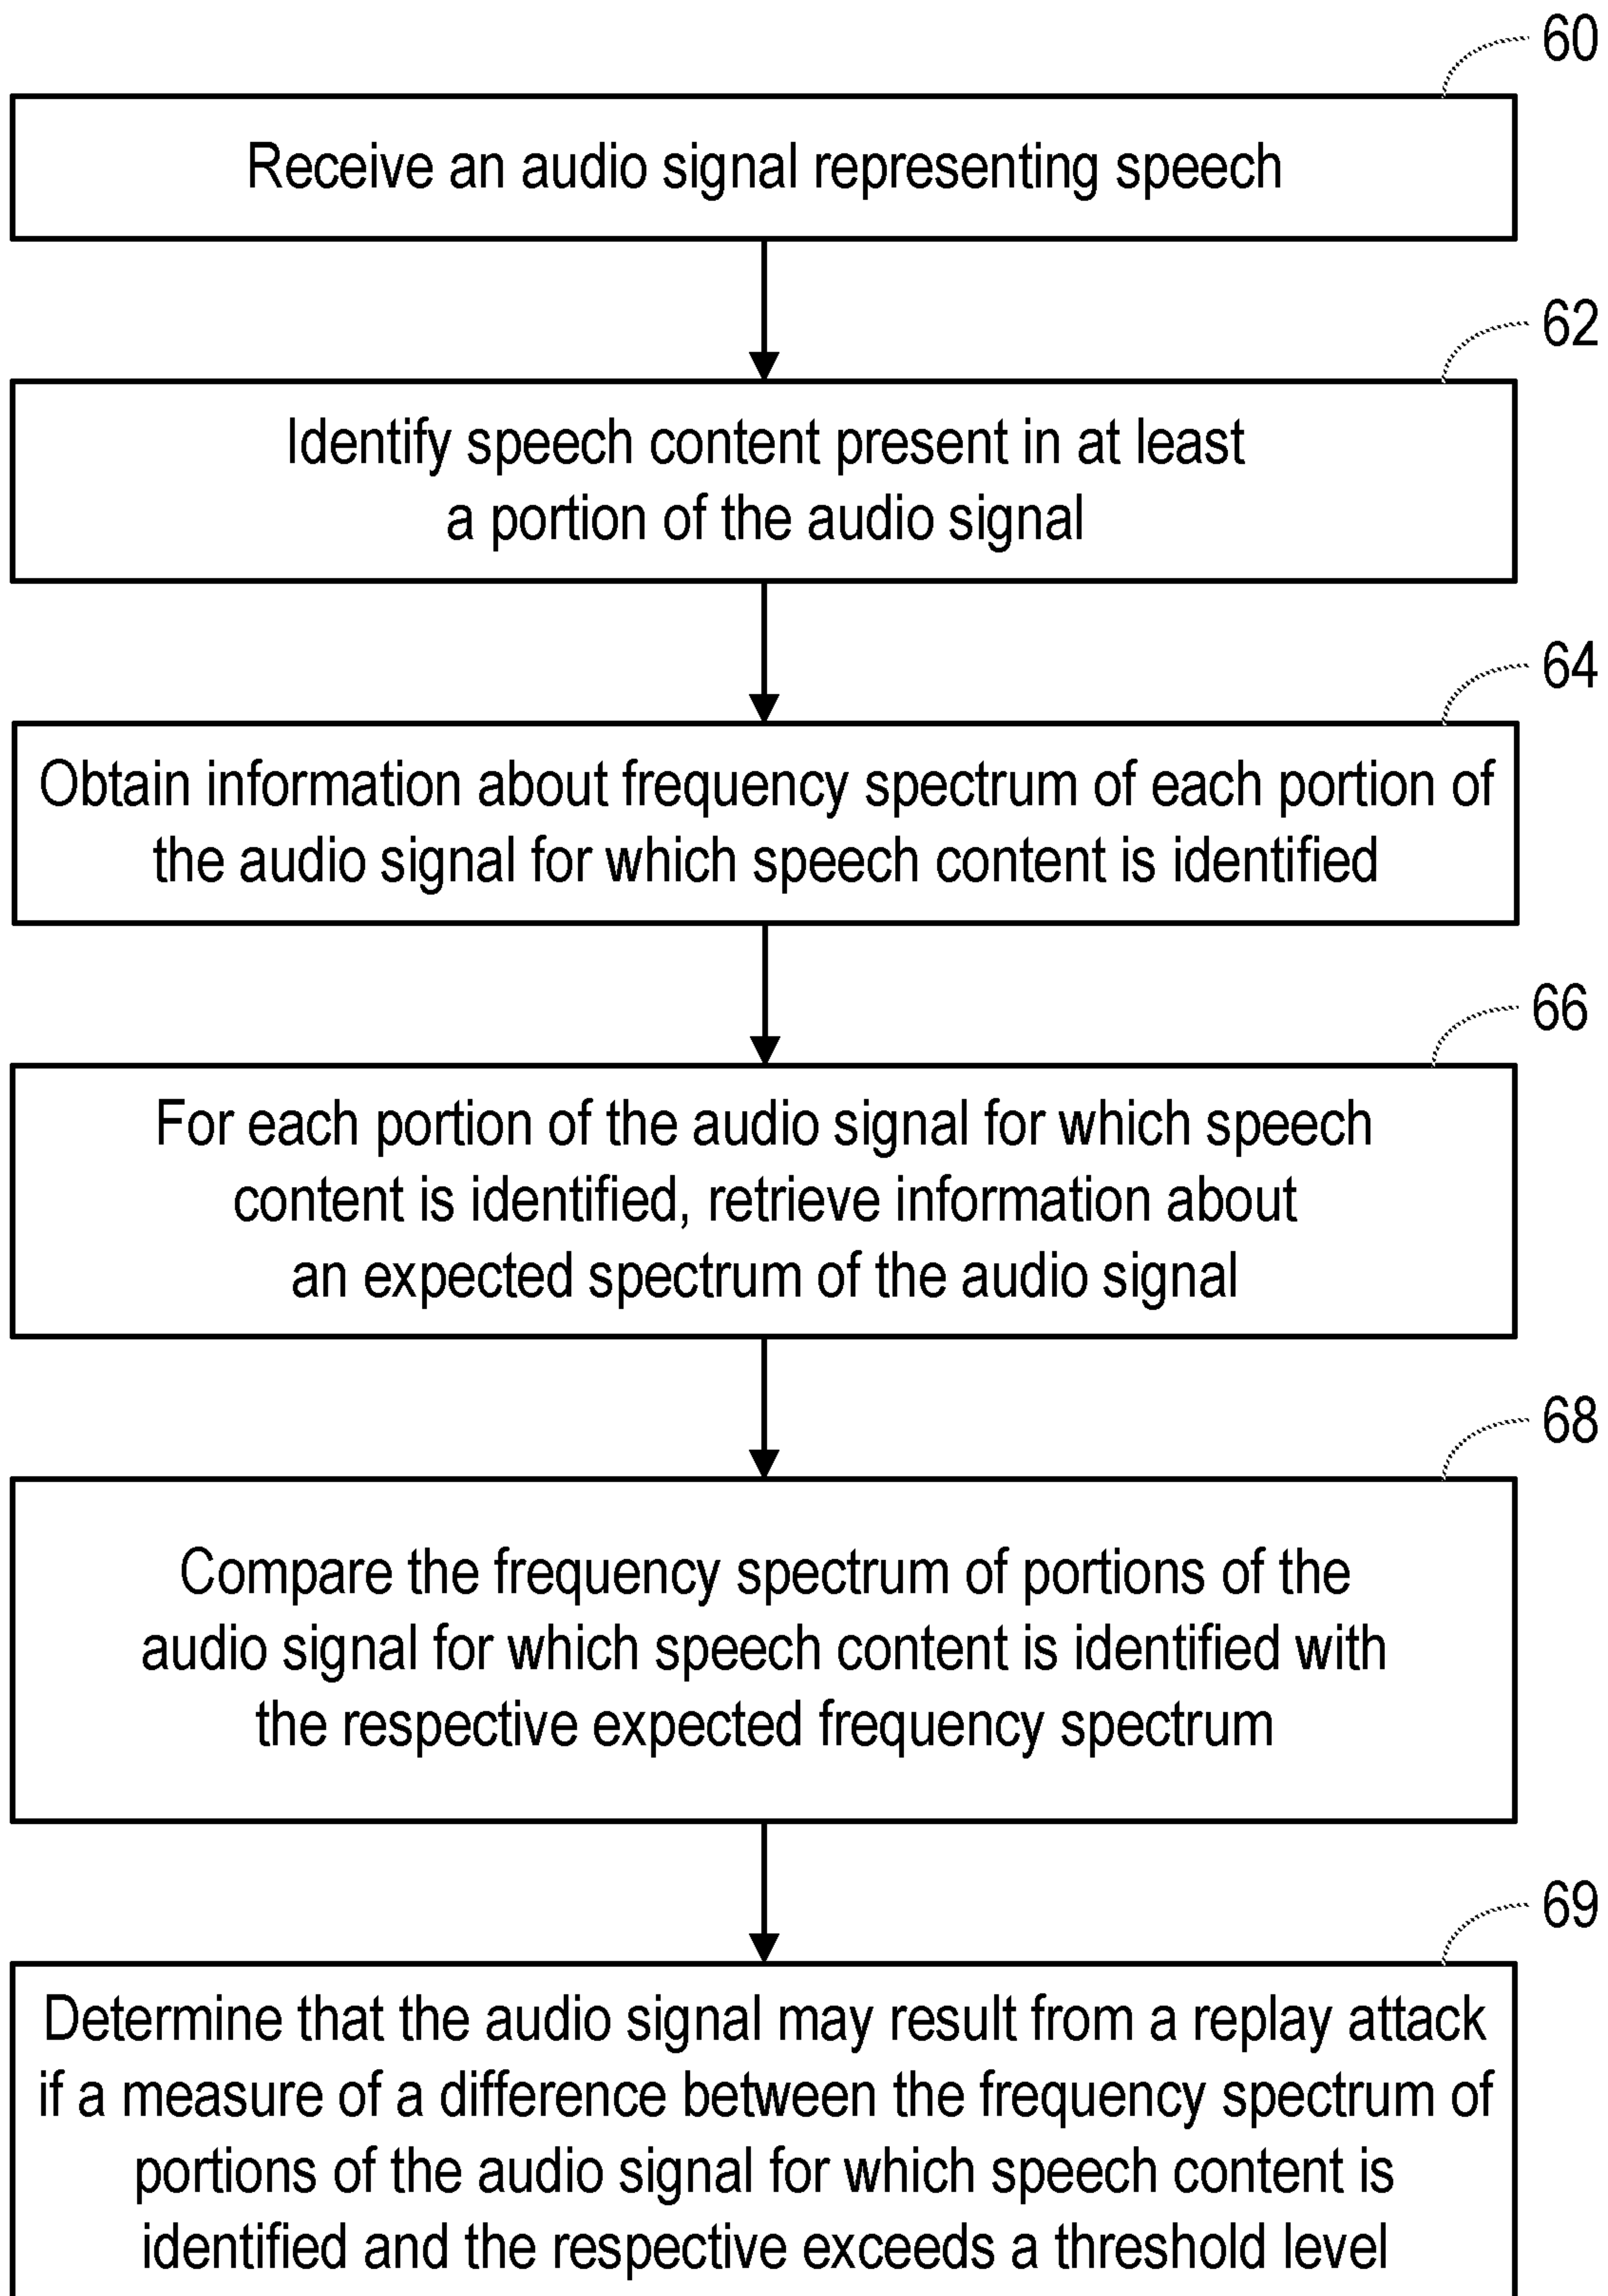 60
Receive an audio signal representing speech
62
Identify speech content present in at least
a portion of the audio signal
64
Obtain information about frequency spectrum of each portion of
the audio signal for which speech content is identified
66
For each portion of the audio signal for which speech
content is identified, retrieve information about
an expected spectrum of the audio signal
68
Compare the frequency spectrum of portions of the
audio signal for which speech content is identified with
the respective expected frequency spectrum
69
Determine that the audio signal may result from a replay attack
if a measure of a difference between the frequency spectrum of
portions of the audio signal for which speech content is
identified and the respective exceeds a threshold level